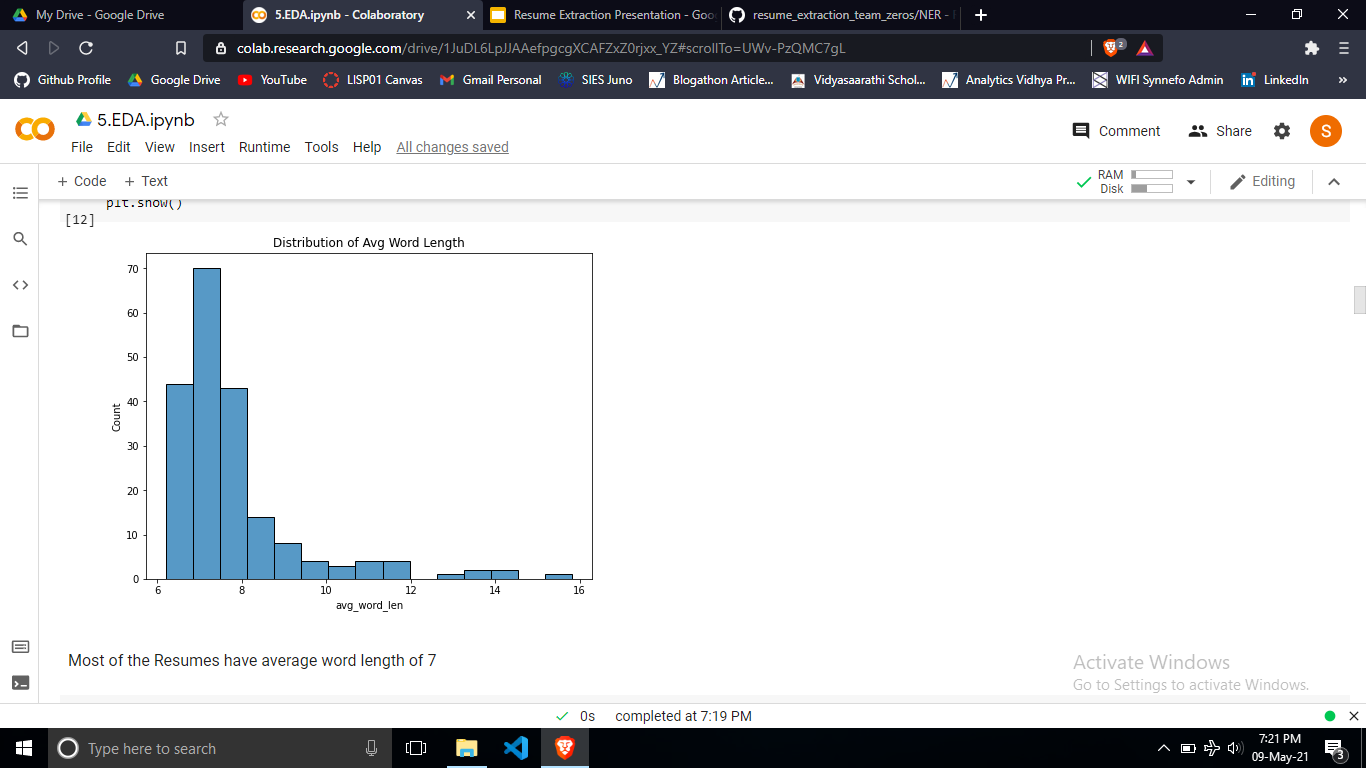 My Drive - Google Drive
5.EDA.ipynb - Colaboratory
Resume Extraction Presentation - Goo
resume_extraction_team_zeros/NER -
colab.research.google.com/drive/1JuDL6LpJJAAefpgcgXCAFZxZ0rjxx_YZ#scrollTo=UWv-PzQMC7gL
2
Github Profile
Google Drive
YouTube
LISP01 Canvas
Gmail Personal
SIES Juno
Blogathon Article...
Vidyasaarathi Schol...
Analytics Vidhya Pr...
WIFI Synnefo Admin
LinkedIn
»
5.EDA.ipynb
Comment
Share
S
File Edit View Insert Runtime Tools Help All changes saved
+ Code + Text
RAM
Disk
Editing
plt.show()
[12]
Distribution of Avg Word Length
70
60
50
40
30
20
10
0
Count
6 8 10 12 14 16
avg_word_len
Most of the Resumes have average word length of 7
Activate Windows
Go to Settings to activate Windows.
0s completed at 7:19 PM
Type here to search
7:21 PM
09-May-21
3